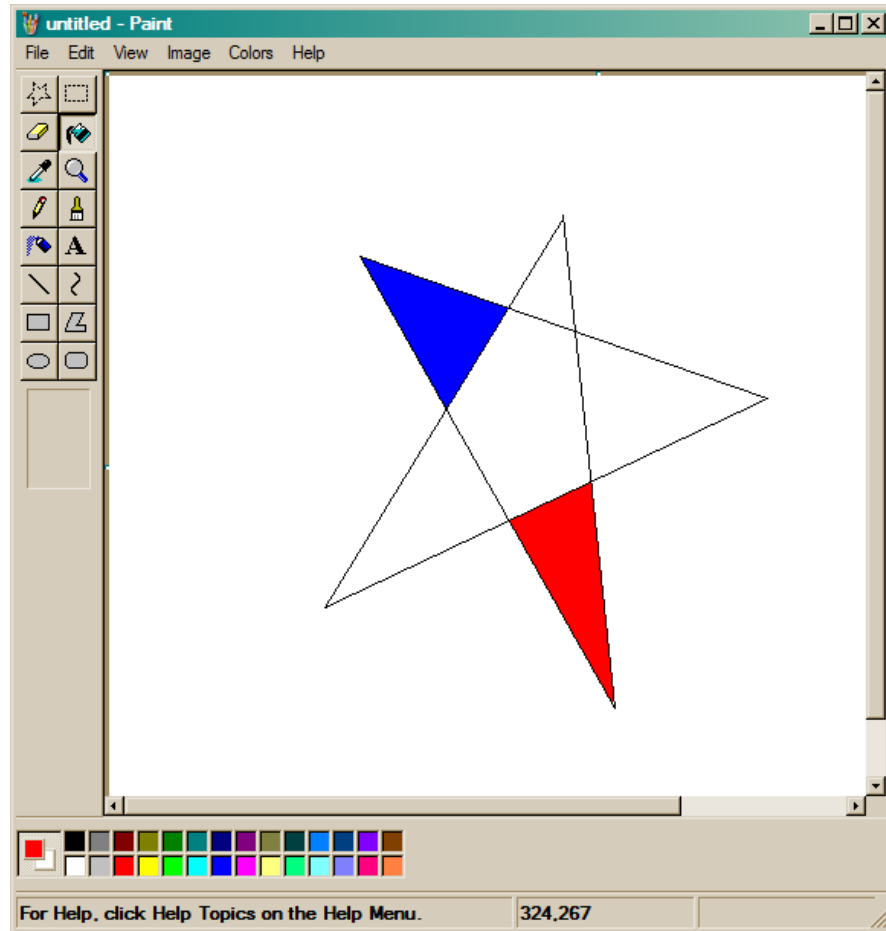 untitled - Paint
File Edit View Image Colors Help
A
For Help, click Help Topics on the Help Menu.
324,267